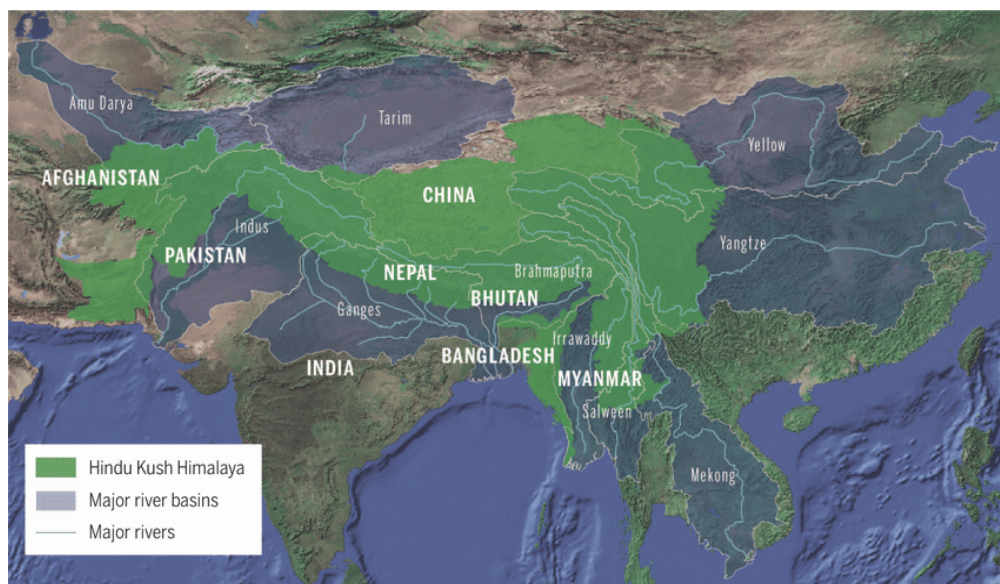 Amu Darya
Tarim
Yellow
AFGHANISTAN
CHINA
Indus
PAKISTAN
Yangtze
NEPAL
Brahmaputra
BHUTAN
Ganges
Irrawaddy
BANGLADESH
INDIA
MYANMAR
Salween
Mekong
Hindu Kush Himalaya
Major river basins
Major rivers